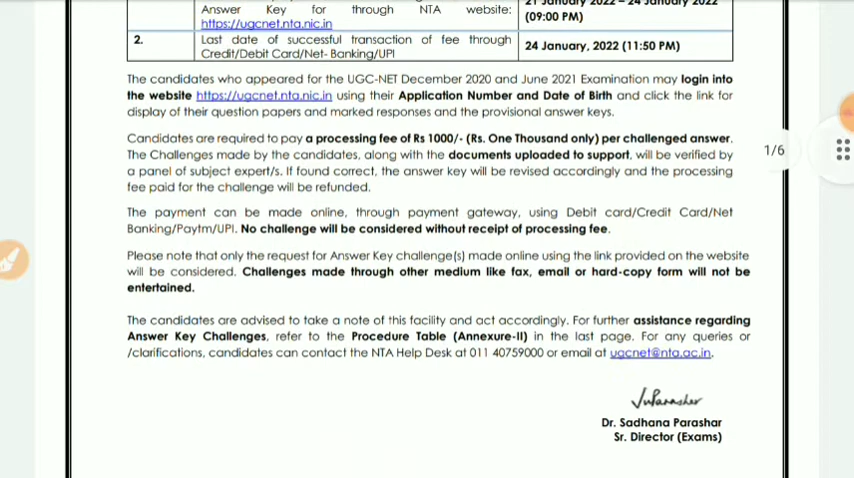 Answer Key for through NTA website:
https://ugcnet.nta.nic.in
21 January 2022 – 24 January 2022
(09:00 PM)
2.
Last date of successful transaction of fee through
Credit/Debit Card/Net- Banking/UPI
24 January, 2022 (11:50 PM)
The candidates who appeared for the UGC-NET December 2020 and June 2021 Examination may login into
the website https://ugcnet.nta.nic.in using their Application Number and Date of Birth and click the link for
display of their question papers and marked responses and the provisional answer keys.
Candidates are required to pay a processing fee of Rs 1000/- (Rs. One Thousand only) per challenged answer.
The Challenges made by the candidates, along with the documents uploaded to support, will be verified by
a panel of subject expert/s. If found correct, the answer key will be revised accordingly and the processing
fee paid for the challenge will be refunded.
The payment can be made online, through payment gateway, using Debit card/Credit Card/Net
Banking/Paytm/UPI. No challenge will be considered without receipt of processing fee.
Please note that only the request for Answer Key challenge(s) made online using the link provided on the website
will be considered. Challenges made through other medium like fax, email or hard-copy form will not be
entertained.
The candidates are advised to take a note of this facility and act accordingly. For further assistance regarding
Answer Key Challenges, refer to the Procedure Table (Annexure-II) in the last page. For any queries or
/clarifications, candidates can contact the NTA Help Desk at 011 40759000 or email at ugcnet@nta.ac.in.
Dr. Sadhana Parashar
Sr. Director (Exams)
1/6